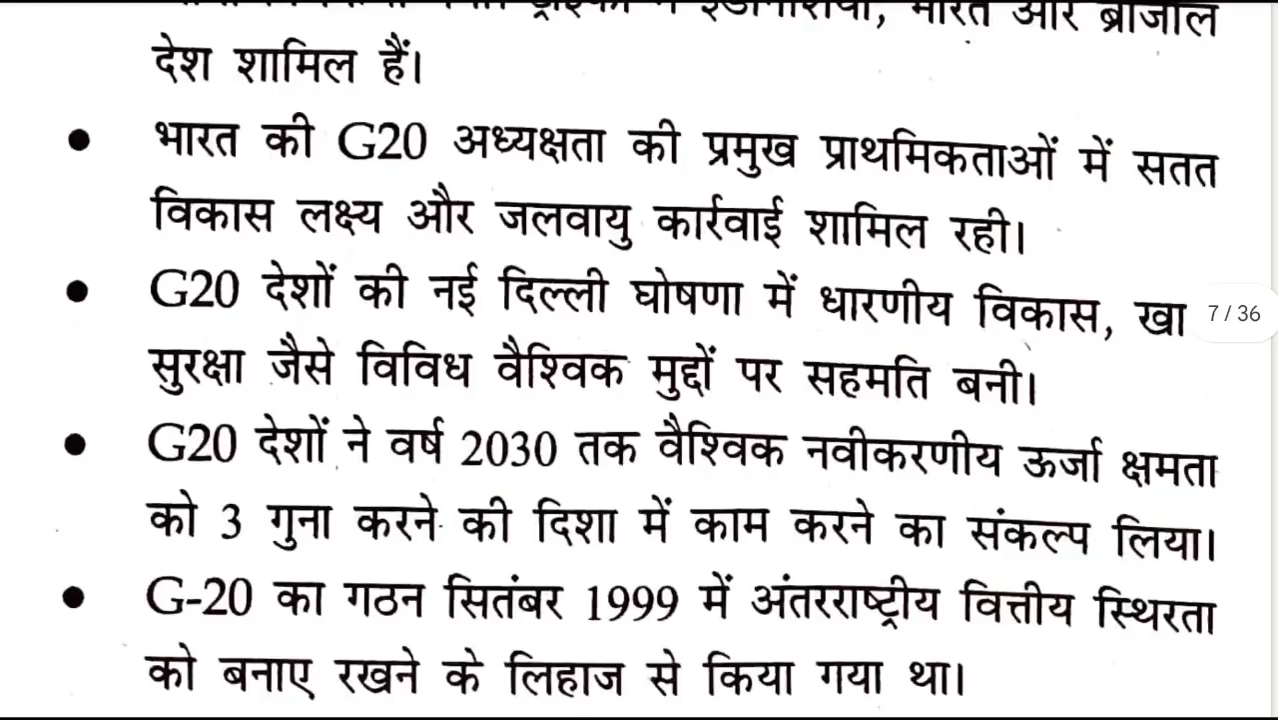 इंडोनेशिया, भारत और ब्राजील
देश शामिल हैं।
• भारत की G20 अध्यक्षता की प्रमुख प्राथमिकताओं में सतत
विकास लक्ष्य और जलवायु कार्रवाई शामिल रही।
• G20 देशों की नई दिल्ली घोषणा में धारणीय विकास, खा
7 / 36
सुरक्षा जैसे विविध वैश्विक मुद्दों पर सहमति बनी।
• G20 देशों ने वर्ष 2030 तक वैश्विक नवीकरणीय ऊर्जा क्षमता
को 3 गुना करने की दिशा में काम करने का संकल्प लिया।
• G-20 का गठन सितंबर 1999 में अंतरराष्ट्रीय वित्तीय स्थिरता
को बनाए रखने के लिहाज से किया गया था।